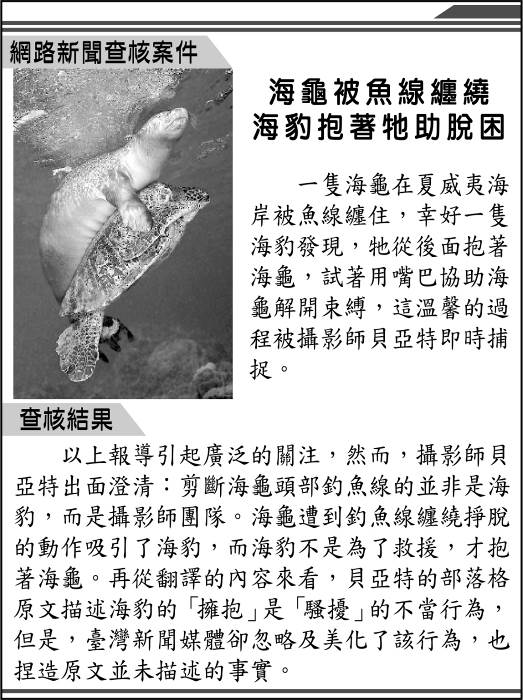 網路新聞查核案件
海龜被魚線纏繞
海豹抱著牠助脫困
一隻海龜在夏威夷海
岸被魚線纏住，幸好一隻
海豹發現，牠從後面抱著
海龜，試著用嘴巴協助海
龜解開束縛，這溫馨的過
程被攝影師貝亞特即時捕
捉。
查核結果
以上報導引起廣泛的關注，然而，攝影師貝
亞特出面澄清：剪斷海龜頭部釣魚線的並非是海
豹，而是攝影師團隊。海龜遭到釣魚線纏繞掙脫
的動作吸引了海豹，而海豹不是為了救援，才抱
著海龜。再從翻譯的內容來看，貝亞特的部落格
原文描述海豹的「擁抱」是「騷擾」的不當行為，
但是，臺灣新聞媒體卻忽略及美化了該行為，也
捏造原文並未描述的事實。